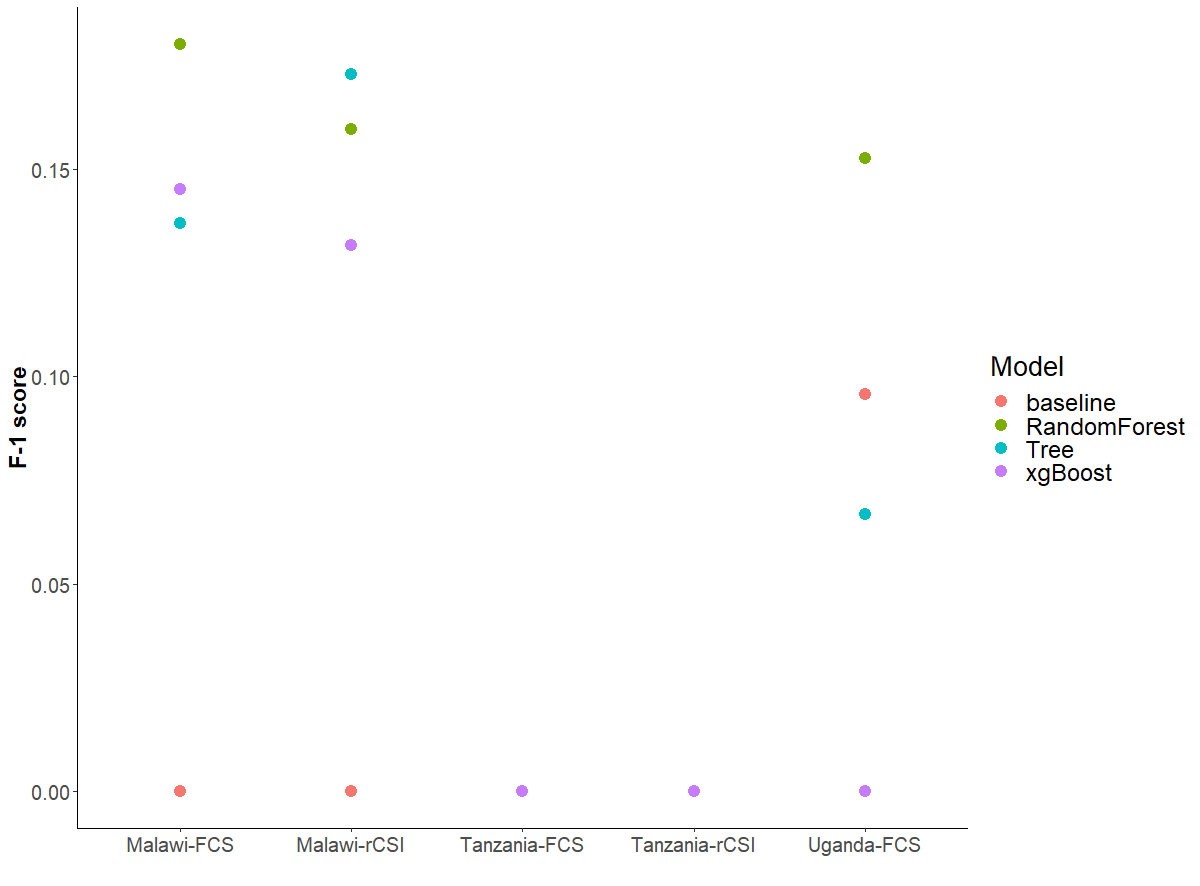 F-1 score
0.15
0.10
0.05
0.00
Malawi-FCS Malawi-rCSI Tanzania-FCS Tanzania-rCSI Uganda-FCS
Model
baseline
RandomForest
Tree
xgBoost